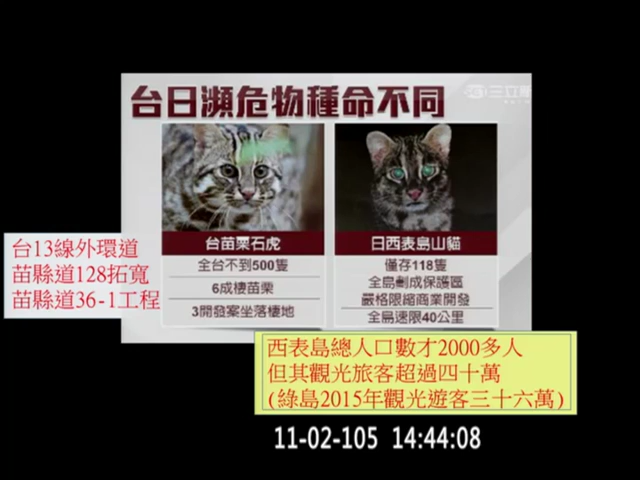 台日瀕危物種命不同
三立
台苗栗石虎
全台不到500隻
6成棲苗栗
3開發案坐落棲地
日西表島山貓
僅存118隻
全島劃成保護區
嚴格限縮商業開發
全島速限40公里
台13線外環道
苗縣道128拓寬
苗縣道36-1工程
西表島總人口數才2000多人
但其觀光旅客超過四十萬
(綠島2015年觀光遊客三十六萬)
11-02-105 14:44:08